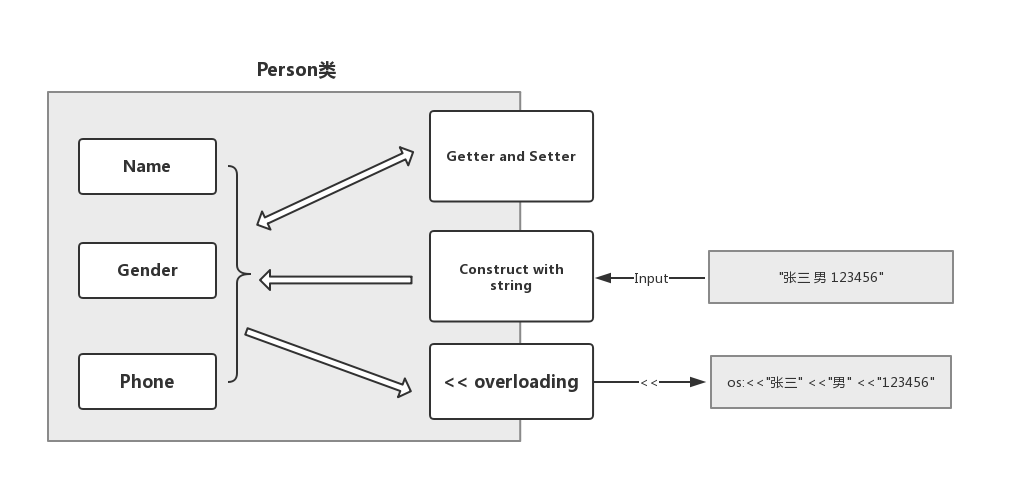 Person类
Name
Getter and Setter
Gender
Construct with
string
Input
"张三 男 123456"
Phone
<< overloading
<<
os:<<"张三" <<"男" <<"123456"